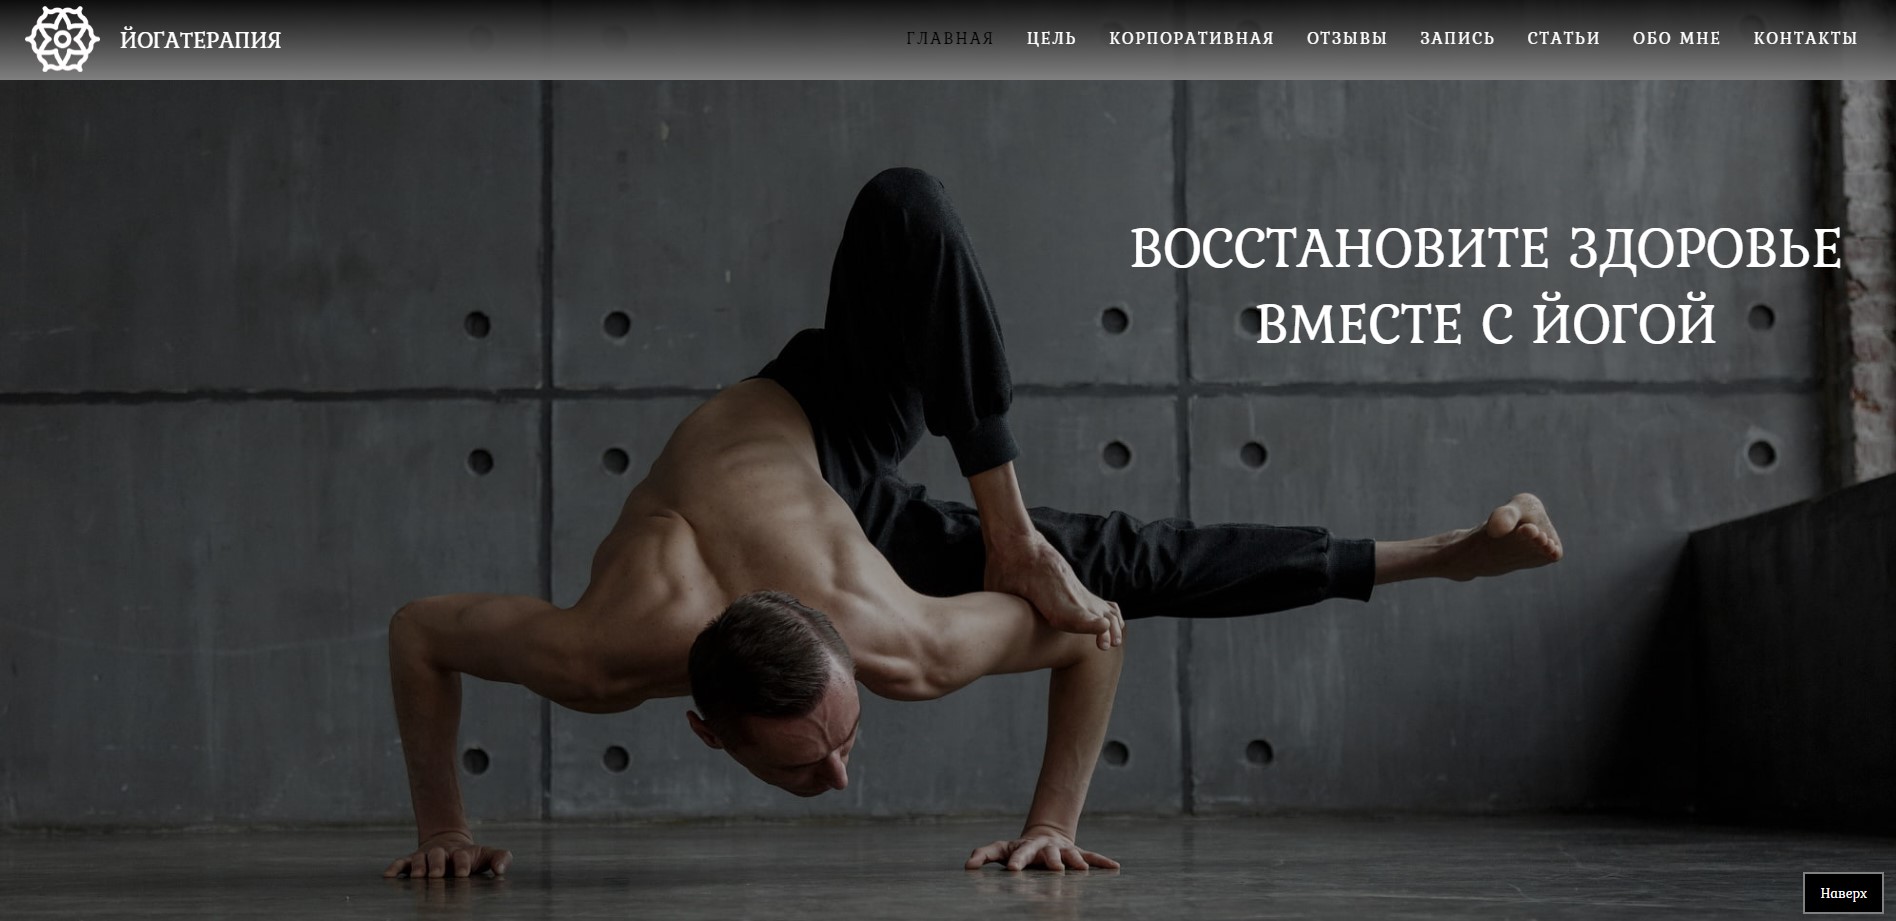 ЙОГАТЕРАПИЯ
ГЛАВНАЯ ЦЕЛЬ КОРПОРАТИВНАЯ ОТЗЫВЫ ЗАПИСЬ СТАТЬИ ОБО МНЕ КОНТАКТЫ
ВОССТАНОВИТЕ ЗДОРОВЬЕ
ВМЕСТЕ С ЙОГОЙ
Наверх